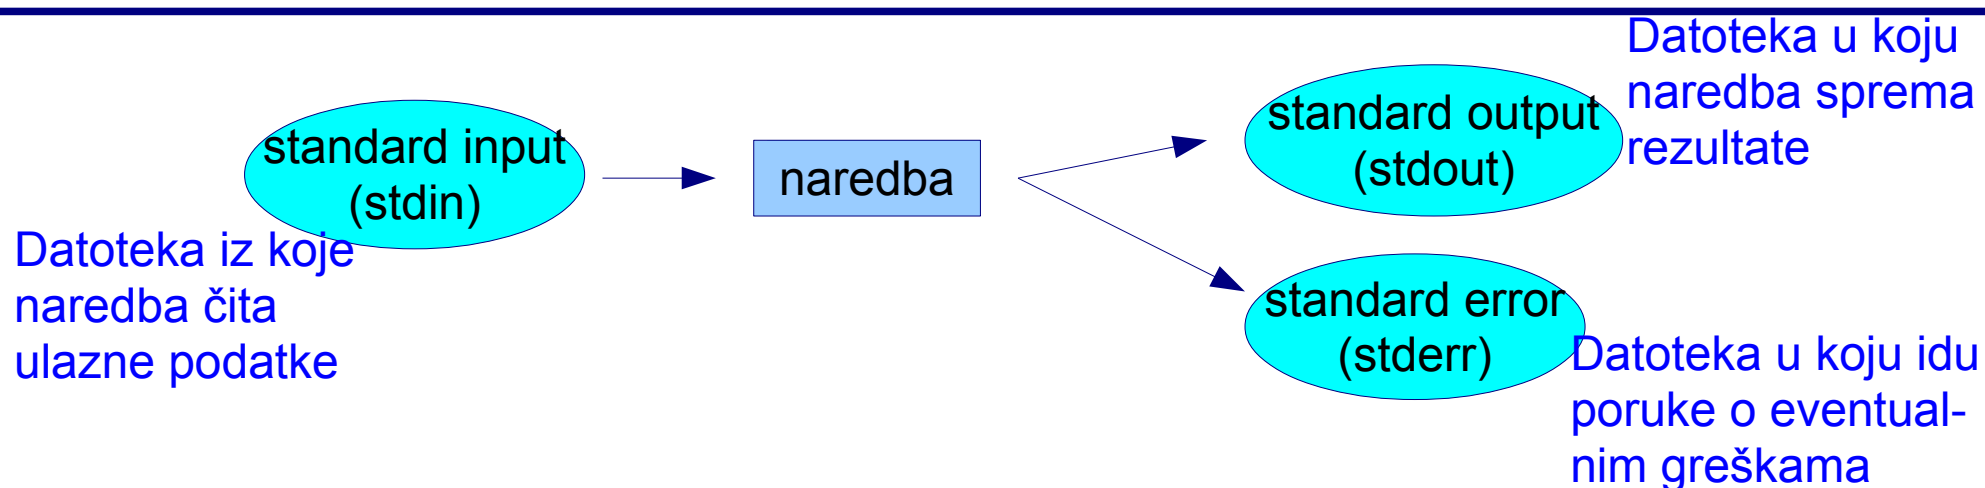 standard input
(stdin)
Datoteka iz koje
naredba čita
ulazne podatke
naredba
standard output
(stdout)
Datoteka u koju
naredba sprema
rezultate
standard error
(stderr)
Datoteka u koju idu
poruke o eventual-
nim greškama